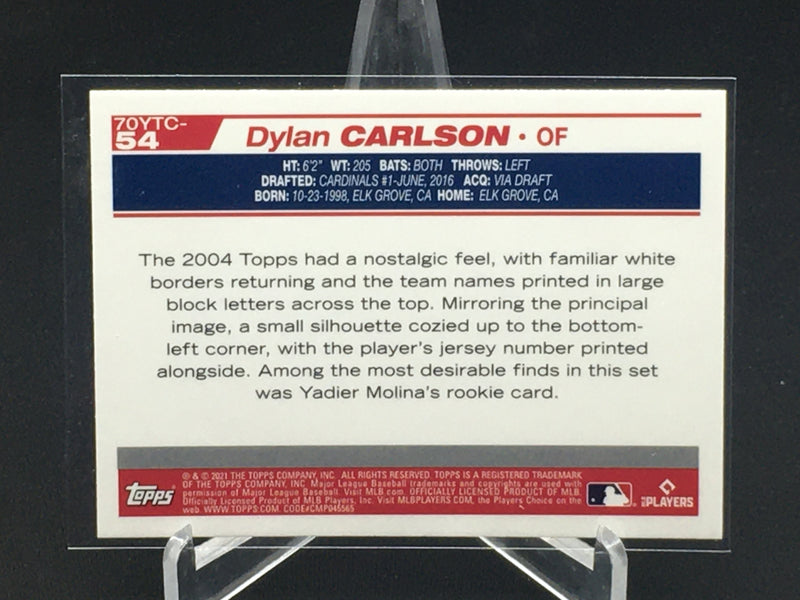 70YTC-
54
Dylan CARLSON • OF
HT: 6'2" WT: 205 BATS: BOTH THROWS: LEFT
DRAFTED: CARDINALS #1-JUNE, 2016 ACQ: VIA DRAFT
BORN: 10-23-1998, ELK GROVE, CA HOME: ELK GROVE, CA
The 2004 Topps had a nostalgic feel, with familiar white
borders returning and the team names printed in large
block letters across the top. Mirroring the principal
image, a small silhouette cozied up to the bottom-
left corner, with the player's jersey number printed
alongside. Among the most desirable finds in this set
was Yadier Molina's rookie card.
Topps
® & © 2021 THE TOPPS COMPANY, INC. ALL RIGHTS RESERVED. TOPPS IS A REGISTERED TRADEMARK
OF THE TOPPS COMPANY, INC. Major League Baseball trademarks and copyrights are used with
permission of Major League Baseball. Visit MLB.com. OFFICIALLY LICENSED PRODUCT OF MLB.
Officially Licensed Product of MLB Players, Inc. Visit MLBPLAYERS.COM, the Players Choice on the
web. WWW.TOPPS.COM CODE#CMP045565
PLAYERS